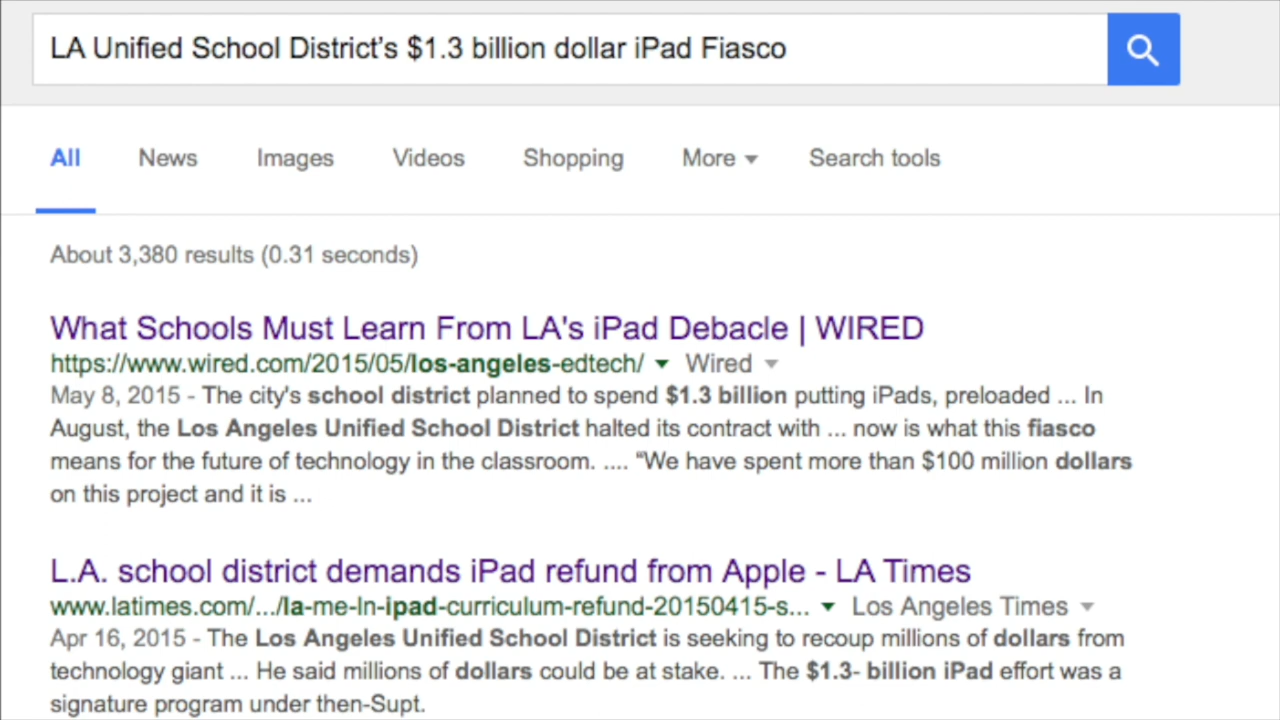 LA Unified School District’s $1.3 billion dollar iPad Fiasco
All News Images Videos Shopping More Search tools
About 3,380 results (0.31 seconds)
What Schools Must Learn From LA's iPad Debacle | WIRED
https://www.wired.com/2015/05/los-angeles-edtech/ Wired
May 8, 2015 - The city's school district planned to spend $1.3 billion putting iPads, preloaded ... In
August, the Los Angeles Unified School District halted its contract with ... now is what this fiasco
means for the future of technology in the classroom. .... “We have spent more than $100 million dollars
on this project and it is ...
L.A. school district demands iPad refund from Apple - LA Times
www.latimes.com/.../la-me-ln-ipad-curriculum-refund-20150415-s... Los Angeles Times
Apr 16, 2015 - The Los Angeles Unified School District is seeking to recoup millions of dollars from
technology giant ... He said millions of dollars could be at stake. ... The $1.3- billion iPad effort was a
signature program under then-Supt.